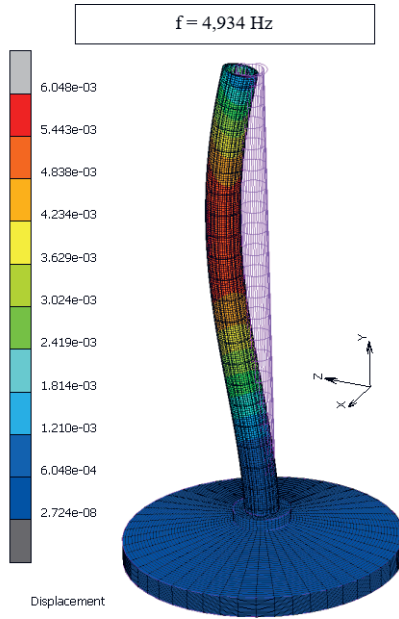 f = 4,934 Hz
6.048e-03
5.443e-03
4.838e-03
4.234e-03
3.629e-03
3.024e-03
2.419e-03
1.814e-03
1.210e-03
6.048e-04
2.724e-08
Y
Z
X
Displacement